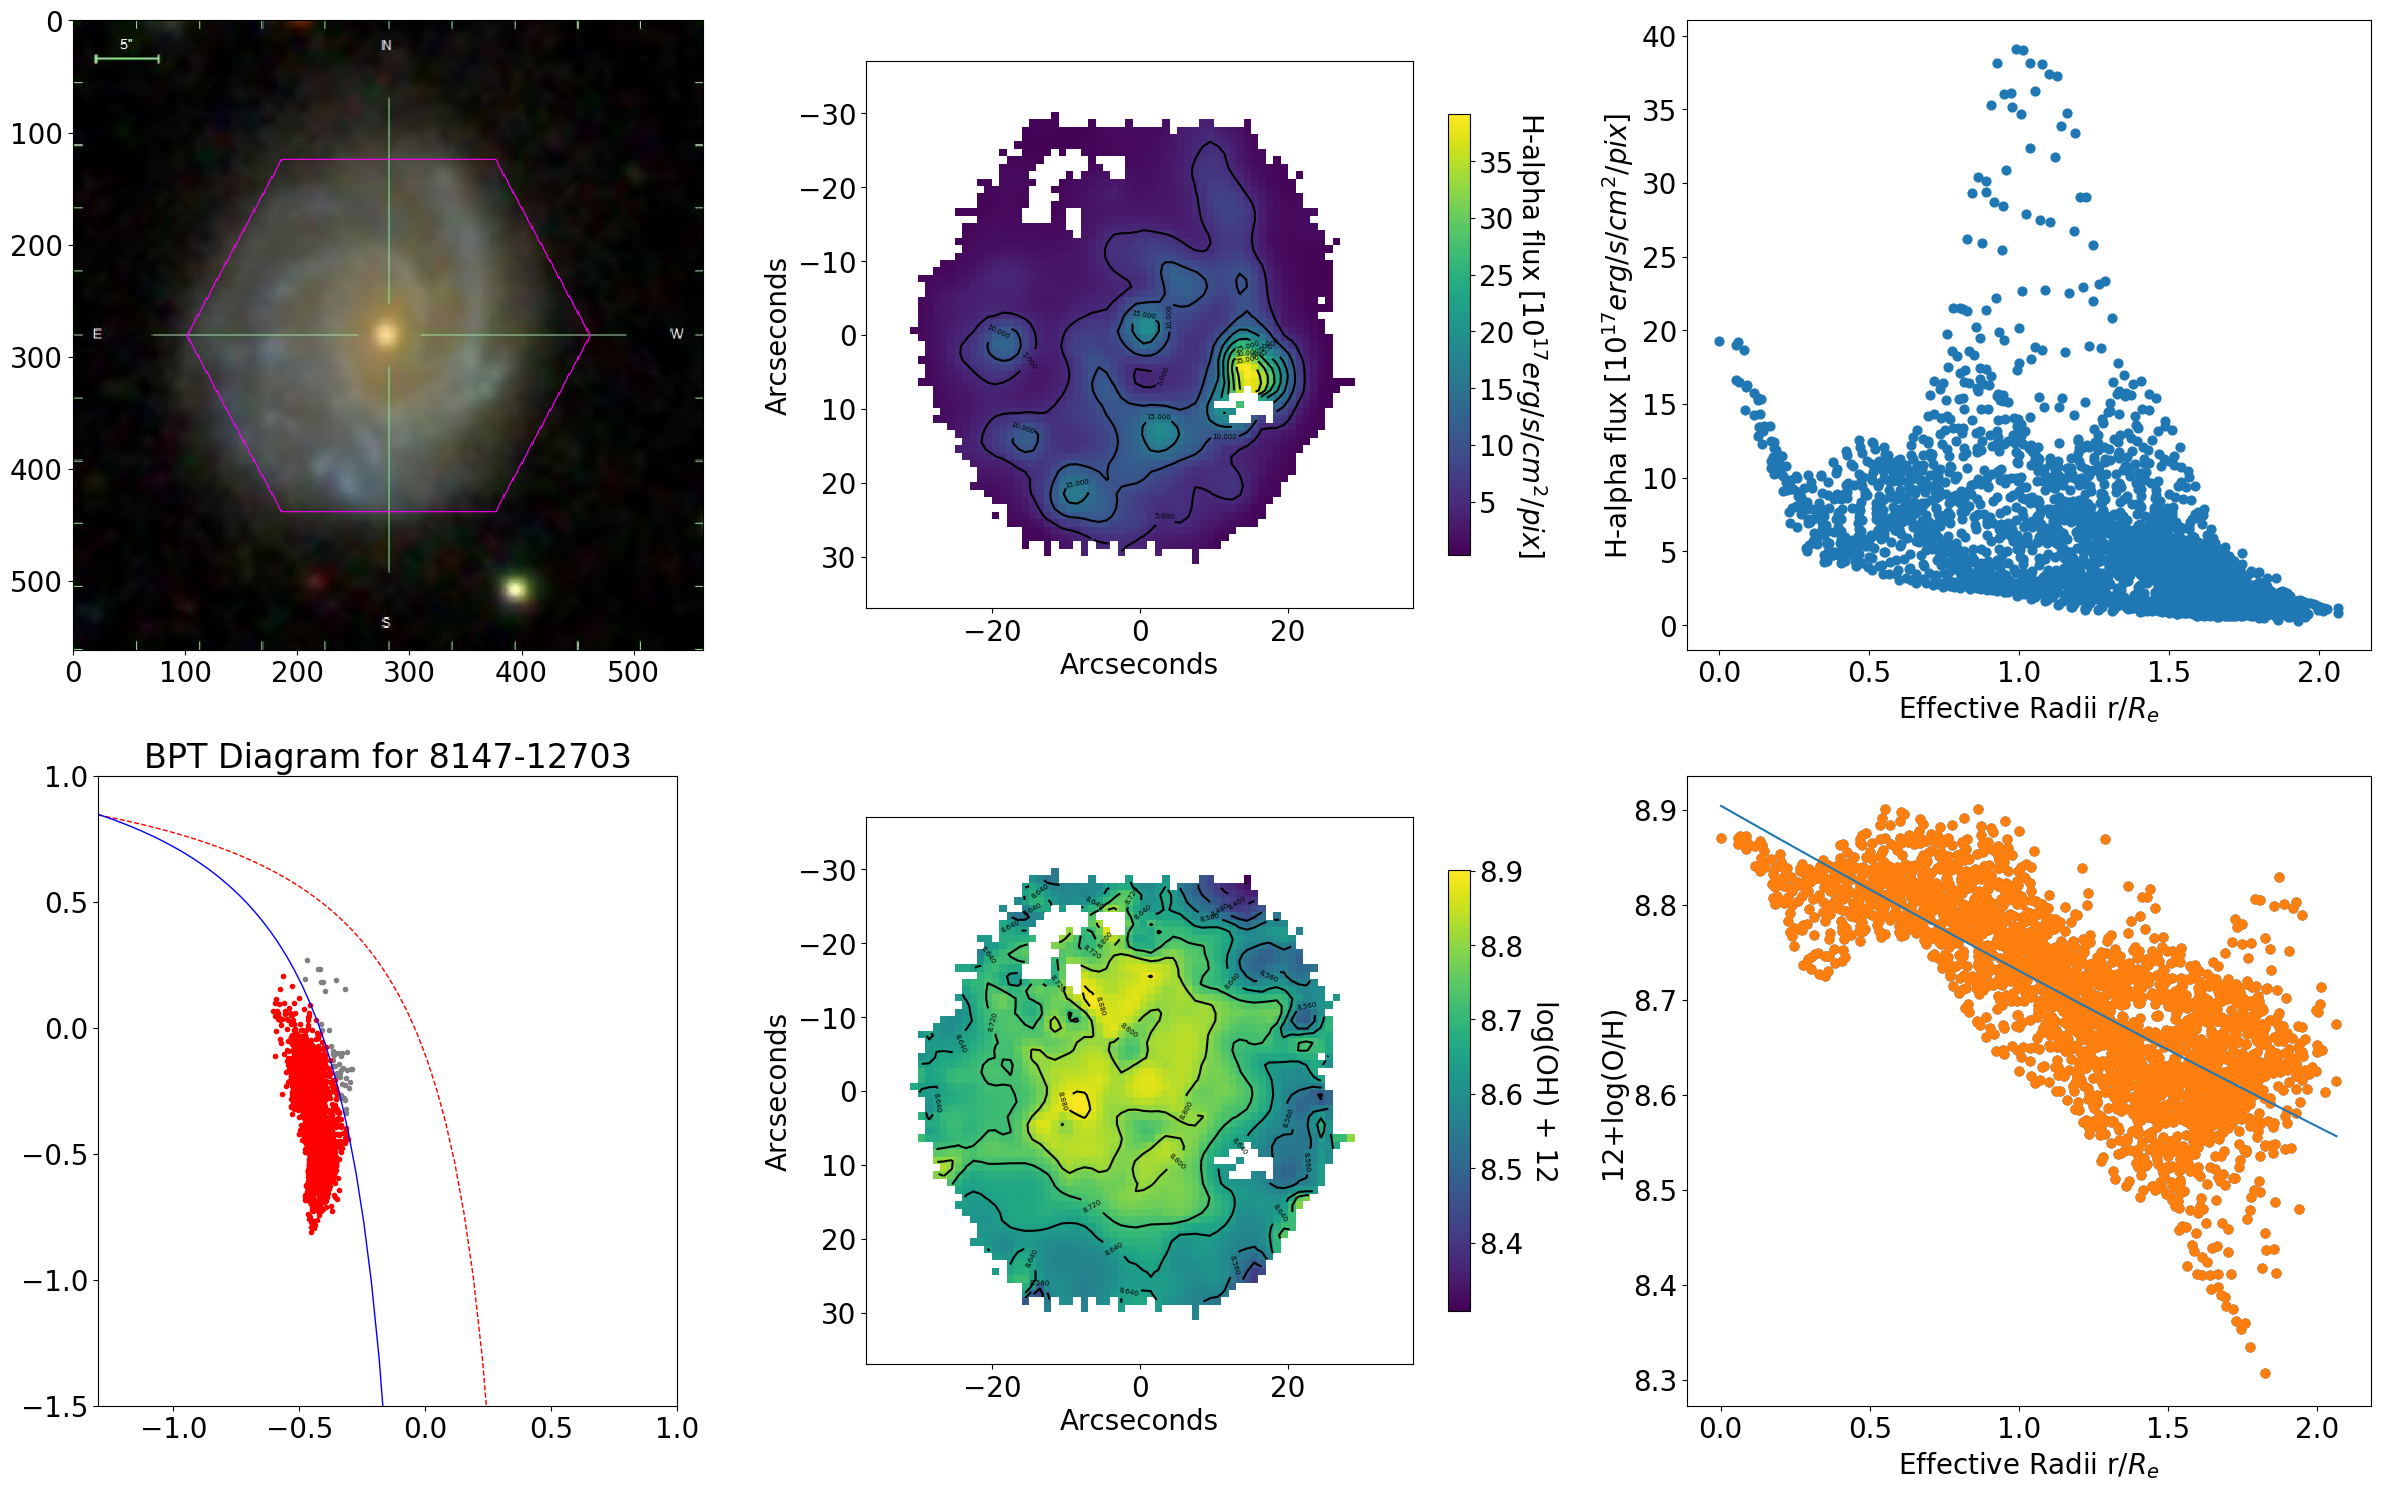 0
100
200
300
400
500
5"
N
E
W
S
0 100 200 300 400 500
−30
−20
−10
0
10
20
30
Arcseconds
−20 0 20
Arcseconds
35
30
25
20
15
10
5
H-alpha flux [10^17 erg/s/cm^2/pix]
40
35
30
25
20
15
10
5
0
H-alpha flux [10^17 erg/s/cm^2/pix]
0.0 0.5 1.0 1.5 2.0
Effective Radii r/R_e
BPT Diagram for 8147-12703
1.0
0.5
0.0
−0.5
−1.0
−1.5
−1.0 −0.5 0.0 0.5 1.0
−30
−20
−10
0
10
20
30
Arcseconds
−20 0 20
Arcseconds
8.9
8.8
8.7
8.6
8.5
8.4
log(OH) + 12
8.9
8.8
8.7
8.6
8.5
8.4
8.3
12+log(O/H)
0.0 0.5 1.0 1.5 2.0
Effective Radii r/R_e